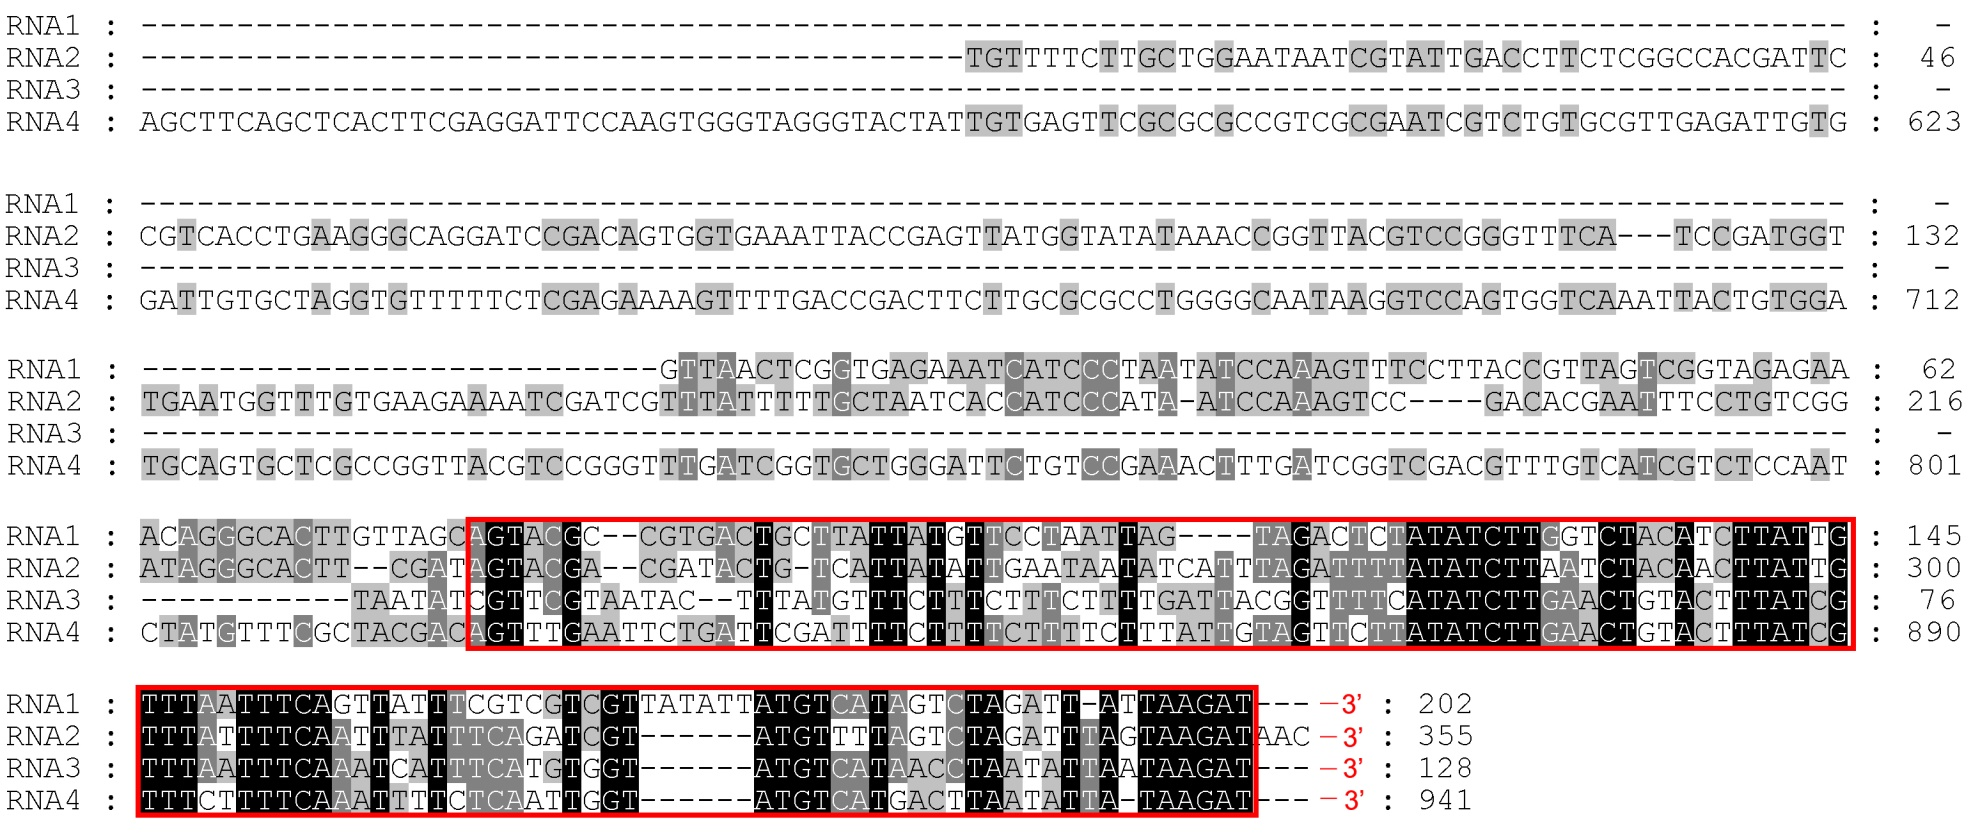 RNA1 : ----------------------------------------------------------------------------------------- : -
RNA2 : -------------------------------------------TGTTTTCTTGCTGGAATAATCGTATTGACCTTCTCGGCCACGATTC : 46
RNA3 : ----------------------------------------------------------------------------------------- : -
RNA4 : AGCTTCAGCTCACTTCGAGGATTCCAAGTGGGTAGGGTACTATTGTGAGTTCGCGCGCCGTCGCGAATCGTCTGTGCGTTGAGATTGTG : 623
RNA1 : ----------------------------------------------------------------------------------------- : -
RNA2 : CGTCACCTGAAGGGCAGGATCCGACAGTGGTGAAATTACCGAGTTATGGTATATAAACCGGTTACGTCCGGGTTTCA---TCCGATGGT : 132
RNA3 : ----------------------------------------------------------------------------------------- : -
RNA4 : GATTGTGCTAGGTGTTTTTCTCGAGAAAAGTTTTGACCGACTTCTTGCGCGCCTGGGGCAATAAGGTCCAGTGGTCAAATTACTGTGGA : 712
RNA1 : ---------------------------GTTAACTCGGTGAGAAATCATCCCTAATATCCAAAGTTTCCTTACCGTTAGTCGGTAGAGAA : 62
RNA2 : TGAATGGTTTGTGAAGAAAATCGATCGTTTATTTTTGCTAATCACCATCCCATA-ATCCAAAGTCC----GACACGAATTTCCTGTCGG : 216
RNA3 : ----------------------------------------------------------------------------------------- : -
RNA4 : TGCAGTGCTCGCCGGTTACGTCCGGGTTTGATCGGTGCTGGGATTCTGTCCGAAACTTTGATCGGTCGACGTTTGTCATCGTCTCCAAT : 801
RNA1 : ACAGGGCACTTGTTAGCAGTACGC--CGTGACTGCTTATTATGTTCCTAATTAG----TAGACTCTATATCTTGGTCTACATCTTATTG : 145
RNA2 : ATAGGGCACTT--CGATAGTACGA--CGATACTG-TCATTATATTGAATAATATCATTTAGATTTTATATCTTAATCTACAACTTATTG : 300
RNA3 : -----------TAATATCGTTCGTAATAC--TTTATGTTTCTTTCTTTCTTTTGATTACGGTTTTCATATCTTGAACTGTACTTTATCG : 76
RNA4 : CTATGTTTCGCTACGACAGTTTGAATTCTGATTCGATTTTCTTTTCTTTTCTTTATTGTAGTTCTTATATCTTGAACTGTACTTTATCG : 890
RNA1 : TTTAATTTCAGTTATTTCGTCGTCGTTATATTATGTCATAGTCTAGATT-ATTAAGAT--- –3' : 202
RNA2 : TTTATTTTCAATTTATTTCAGATCGT------ATGTTTTAGTCTAGATTTAGTAAGATAAC –3' : 355
RNA3 : TTTAATTTCAAATCATTTCATGTGGT------ATGTCATAACCTAATATTAATAAGAT--- –3' : 128
RNA4 : TTTCTTTTCAAATTTTCTCAATTGGT------ATGTCATGACTTAATATTA-TAAGAT--- –3' : 941